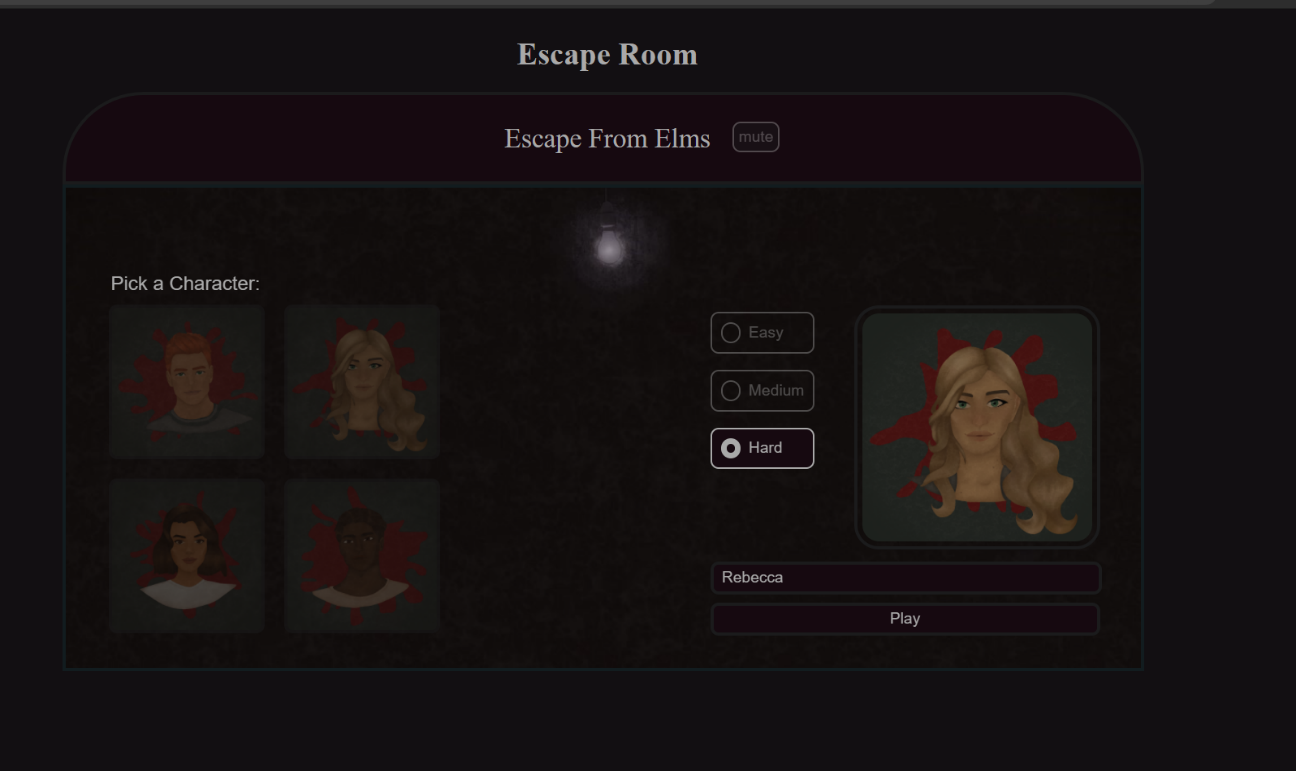 Escape Room
Escape From Elms
mute
Pick a Character:
Easy
Medium
Hard
Rebecca
Play